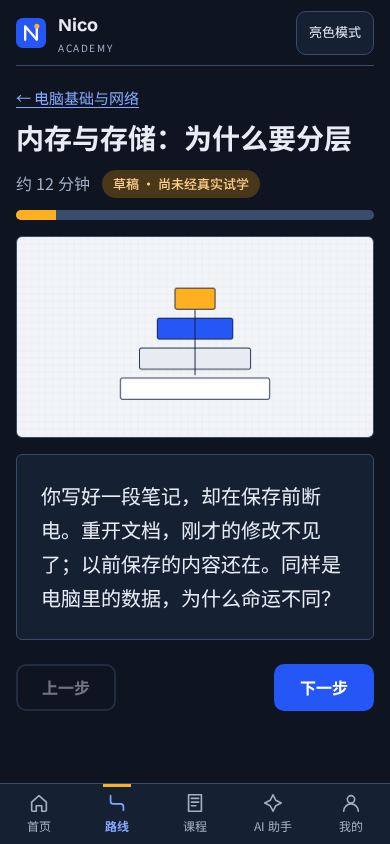 Nico
ACADEMY
亮色模式
← 电脑基础与网络
内存与存储：为什么要分层
约 12 分钟
草稿 · 尚未经真实试学
你写好一段笔记，却在保存前断
电。重开文档，刚才的修改不见
了；以前保存的内容还在。同样是
电脑里的数据，为什么命运不同？
上一步
下一步
首页
路线
课程
AI 助手
我的